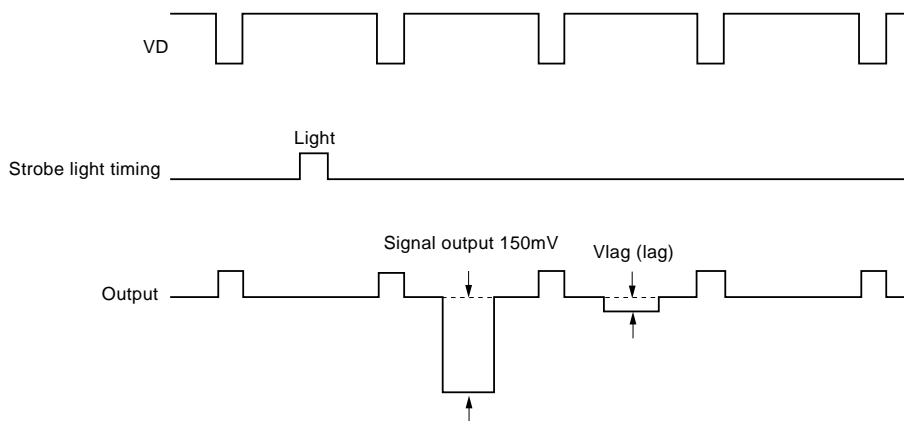 VD
Light
Strobe light timing
Signal output 150mV
Vlag (lag)
Output